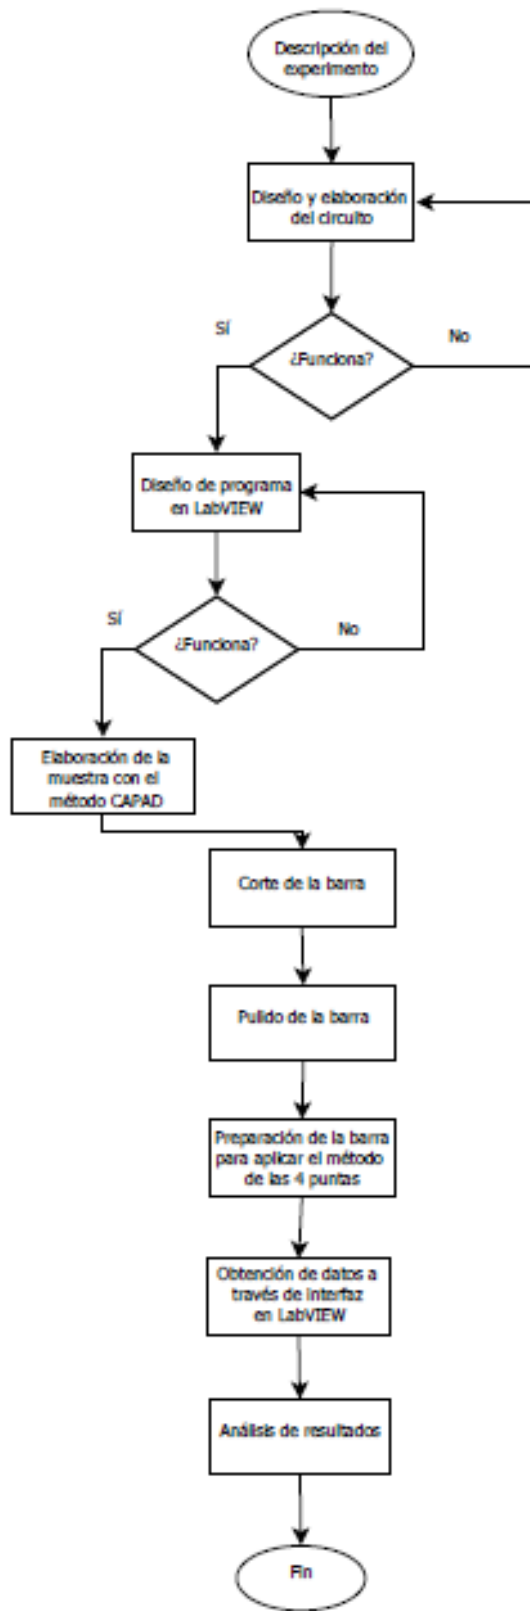 Descripción del
experimento
Diseño y elaboración
del circuito
Sí
¿Funciona?
No
Diseño de programa
en LabVIEW
Sí
¿Funciona?
No
Elaboración de la
muestra con el
método CAPAD
Corte de la barra
Pulido de la barra
Preparación de la barra
para aplicar el método
de las 4 puntas
Obtención de datos a
través de interfaz
en LabVIEW
Análisis de resultados
Fin